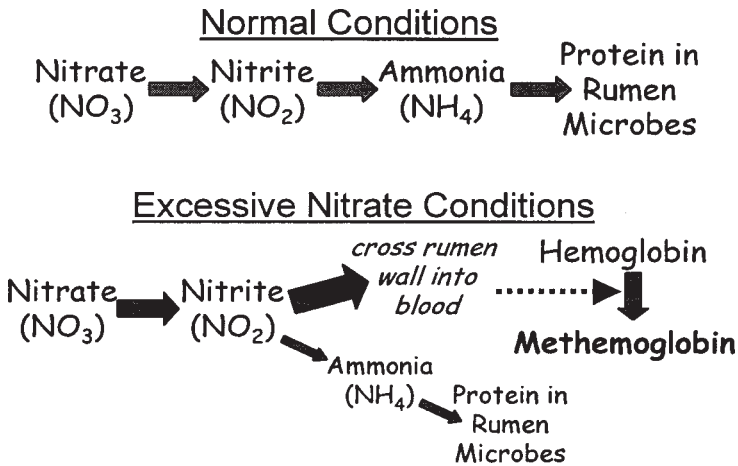 Normal Conditions
Nitrate
(NO₃)
Nitrite
(NO₂)
Ammonia
(NH₄)
Protein in
Rumen
Microbes
Excessive Nitrate Conditions
Nitrate
(NO₃)
Nitrite
(NO₂)
cross rumen
wall into
blood
Hemoglobin
Methemoglobin
Ammonia
(NH₄)
Protein in
Rumen
Microbes